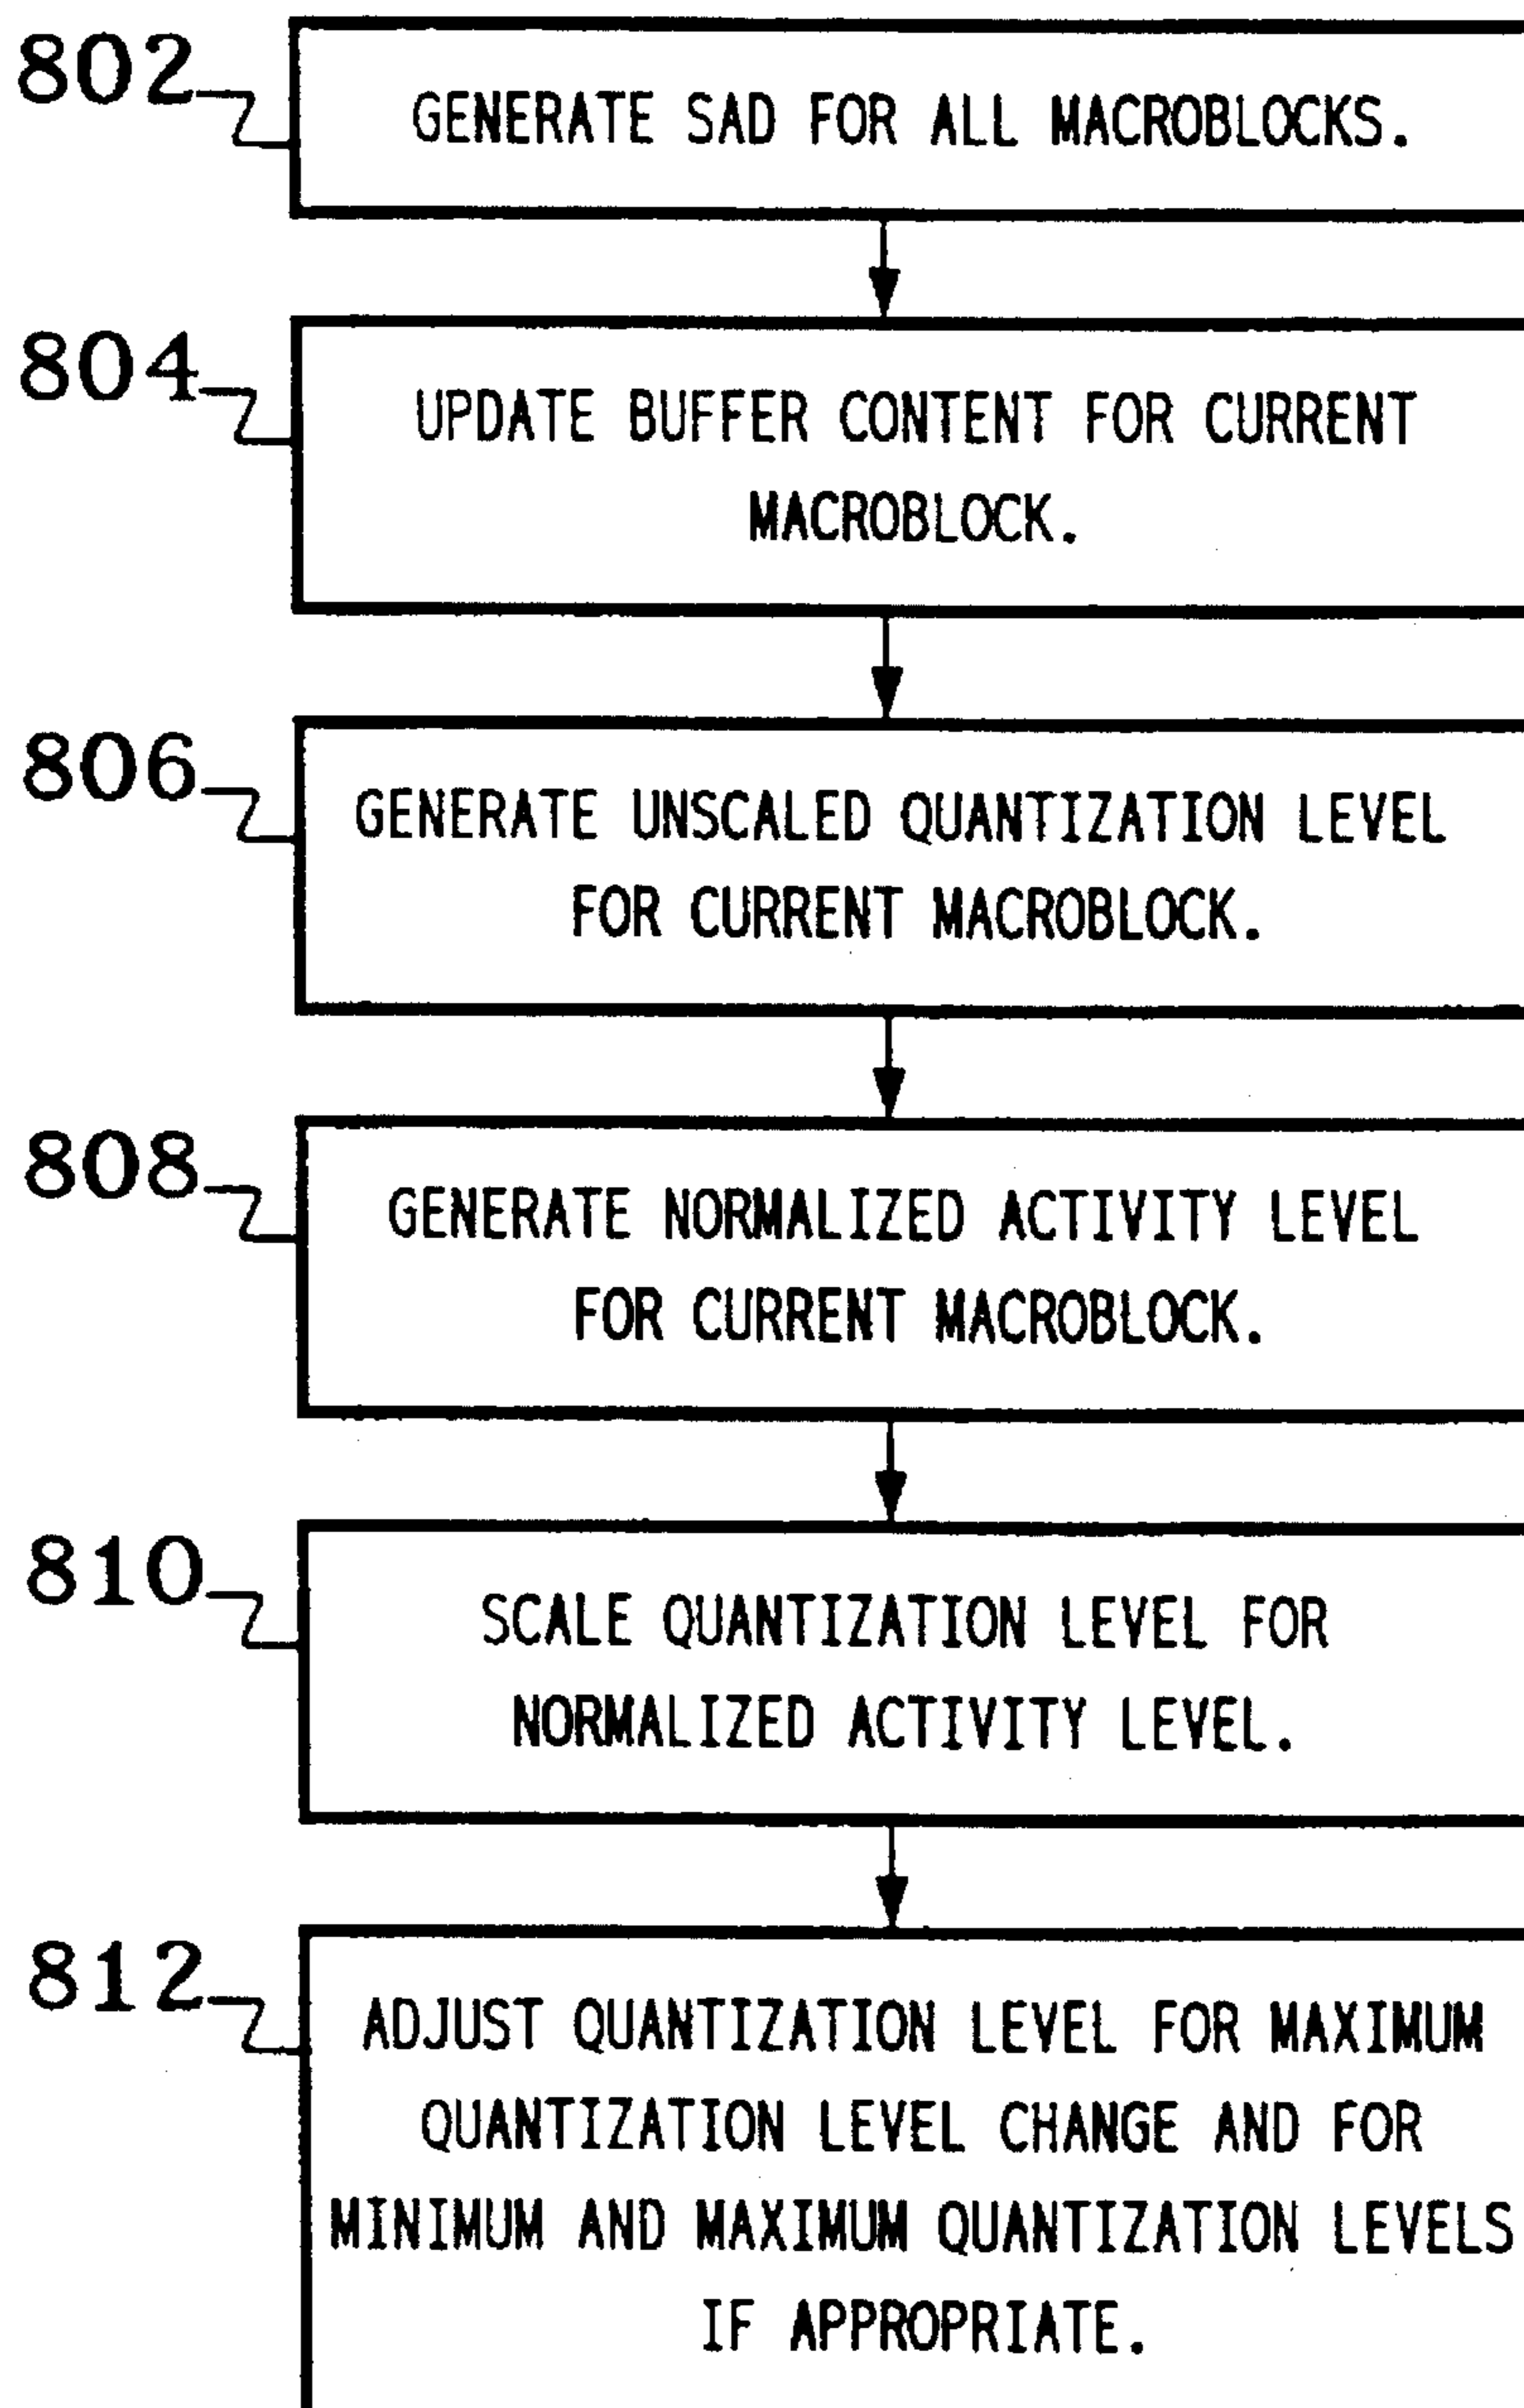 802
GENERATE SAD FOR ALL MACROBLOCKS.
804
UPDATE BUFFER CONTENT FOR CURRENT
MACROBLOCK.
806
GENERATE UNSCALED QUANTIZATION LEVEL
FOR CURRENT MACROBLOCK.
808
GENERATE NORMALIZED ACTIVITY LEVEL
FOR CURRENT MACROBLOCK.
810
SCALE QUANTIZATION LEVEL FOR
NORMALIZED ACTIVITY LEVEL.
812
ADJUST QUANTIZATION LEVEL FOR MAXIMUM
QUANTIZATION LEVEL CHANGE AND FOR
MINIMUM AND MAXIMUM QUANTIZATION LEVELS
IF APPROPRIATE.